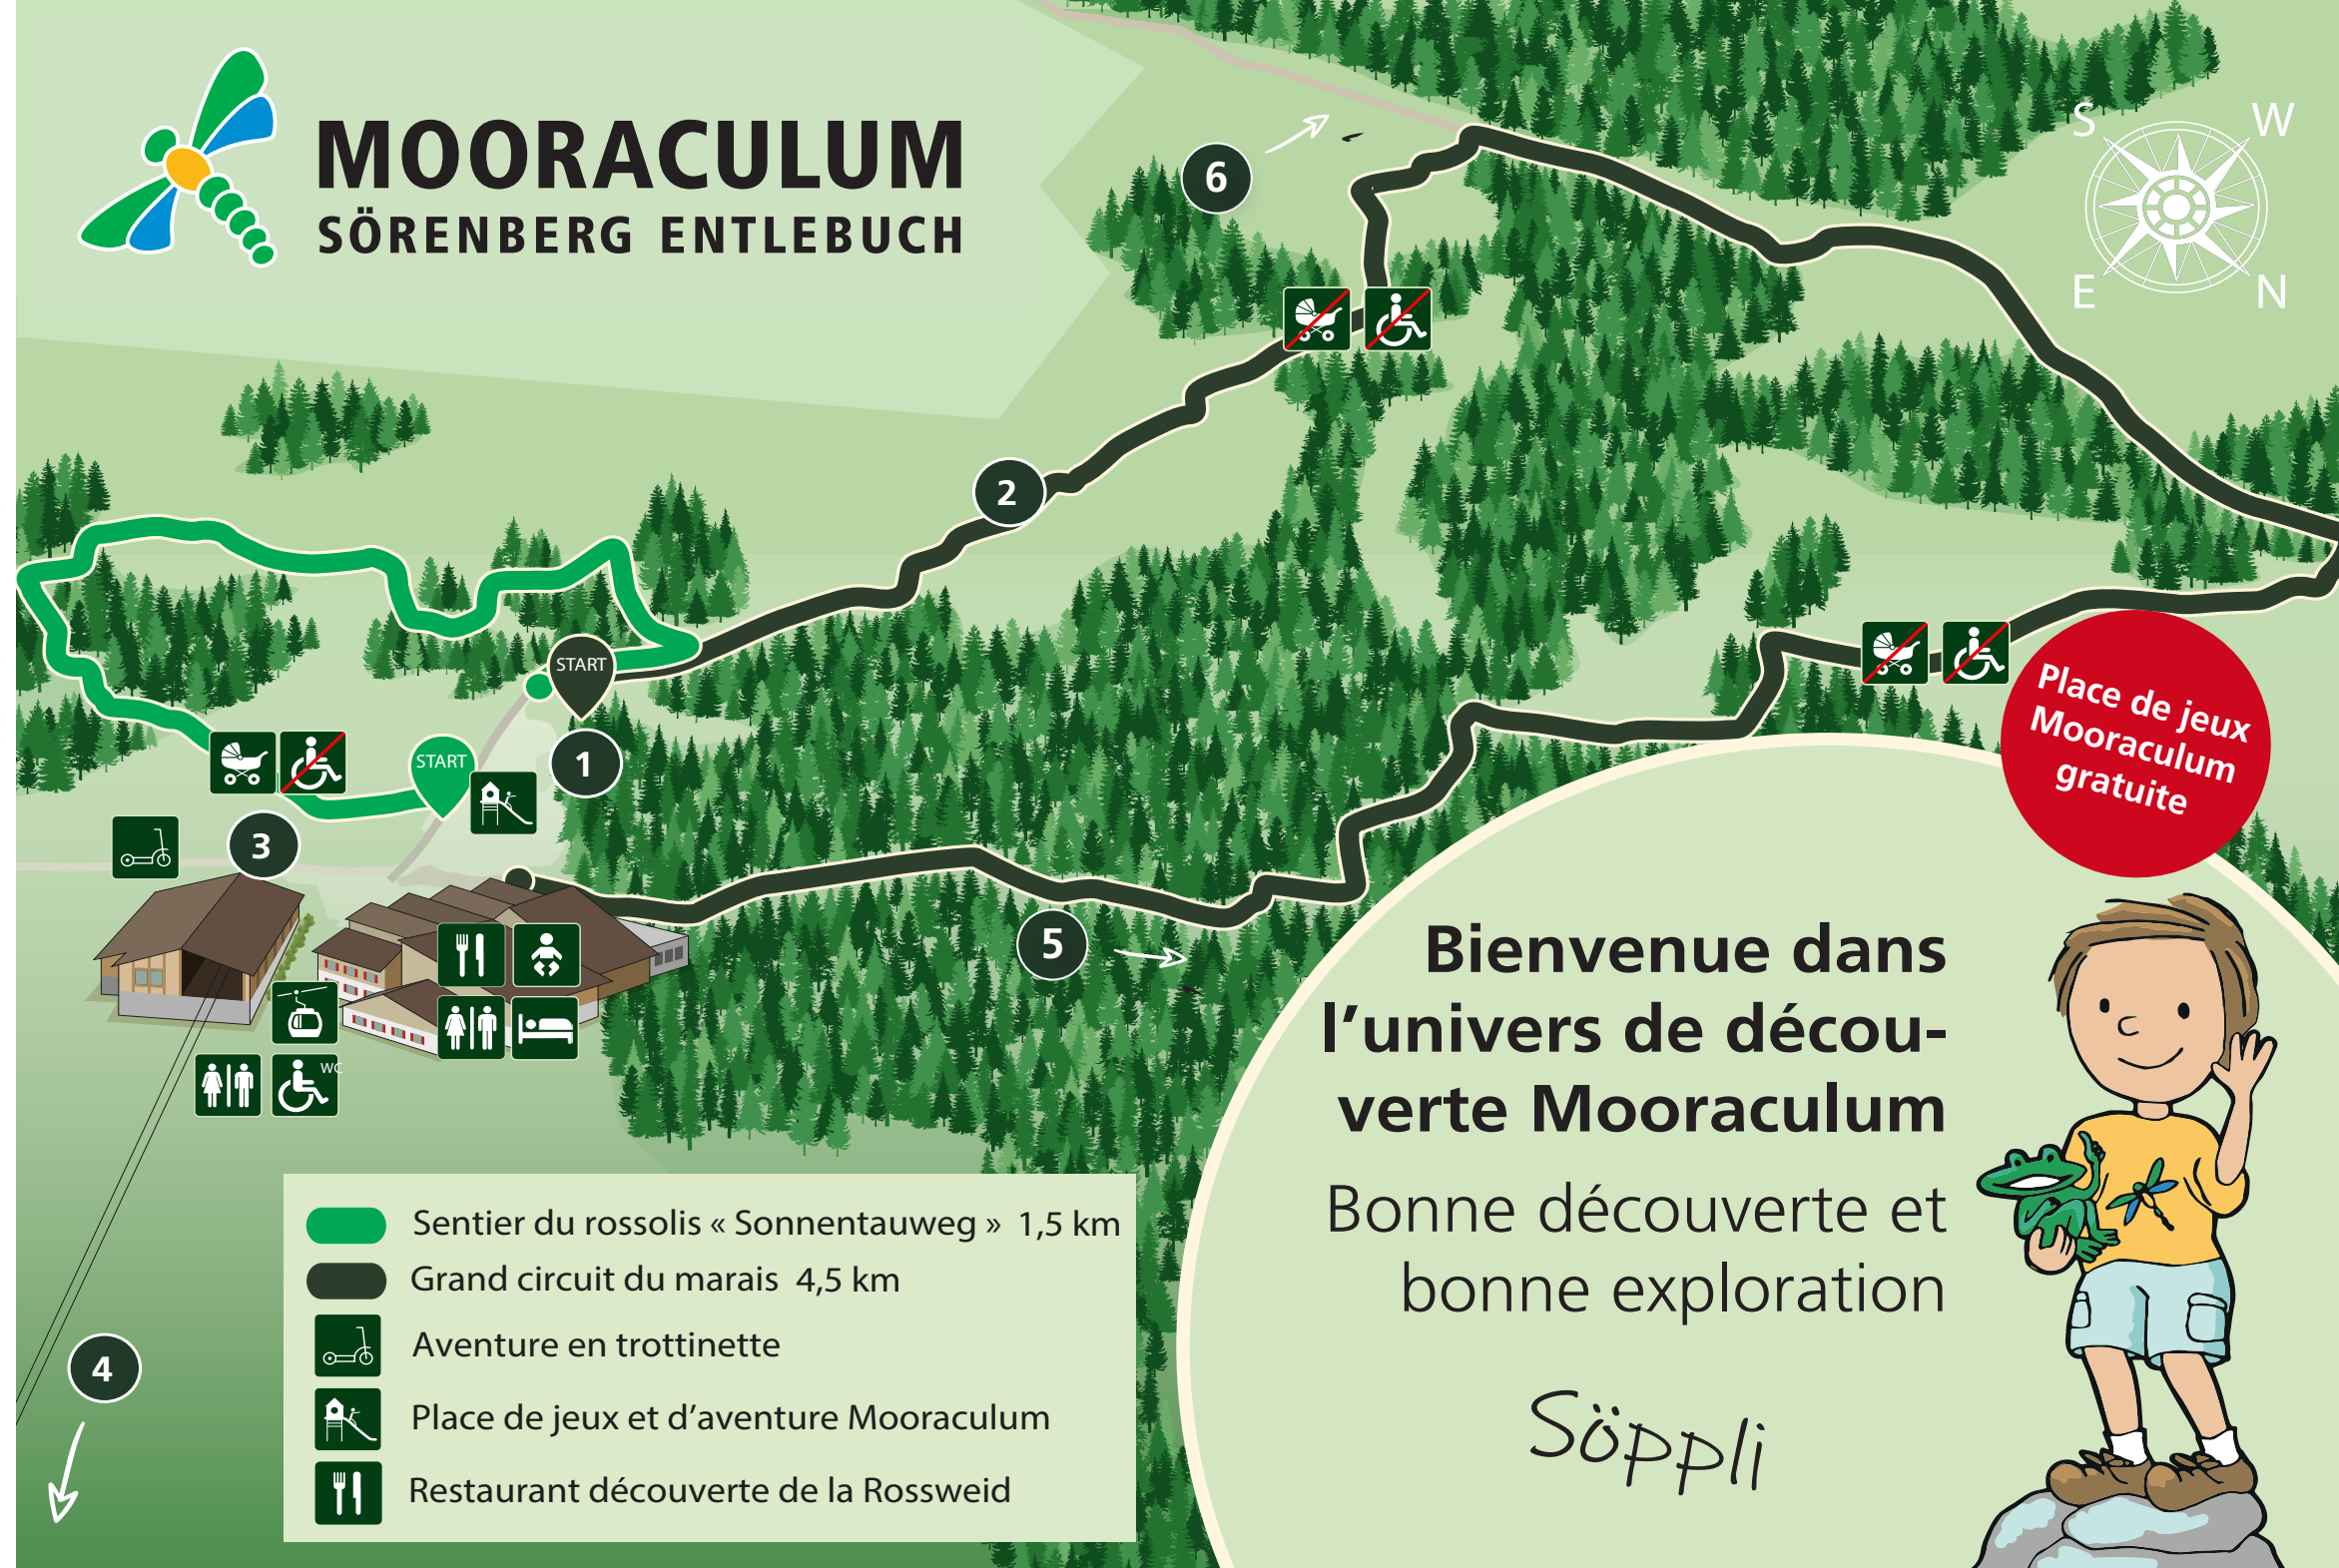 MOORACULUM
SÖRENBERG ENTLEBUCH
S
W
E
N
6
2
START
START
1
3
5
4
WC
Place de jeux
Mooraculum
gratuite
Bienvenue dans
l’univers de décou-
verte Mooraculum
Bonne découverte et
bonne exploration
Söppli
Sentier du rossolis « Sonnentauweg » 1,5 km
Grand circuit du marais 4,5 km
Aventure en trottinette
Place de jeux et d’aventure Mooraculum
Restaurant découverte de la Rossweid